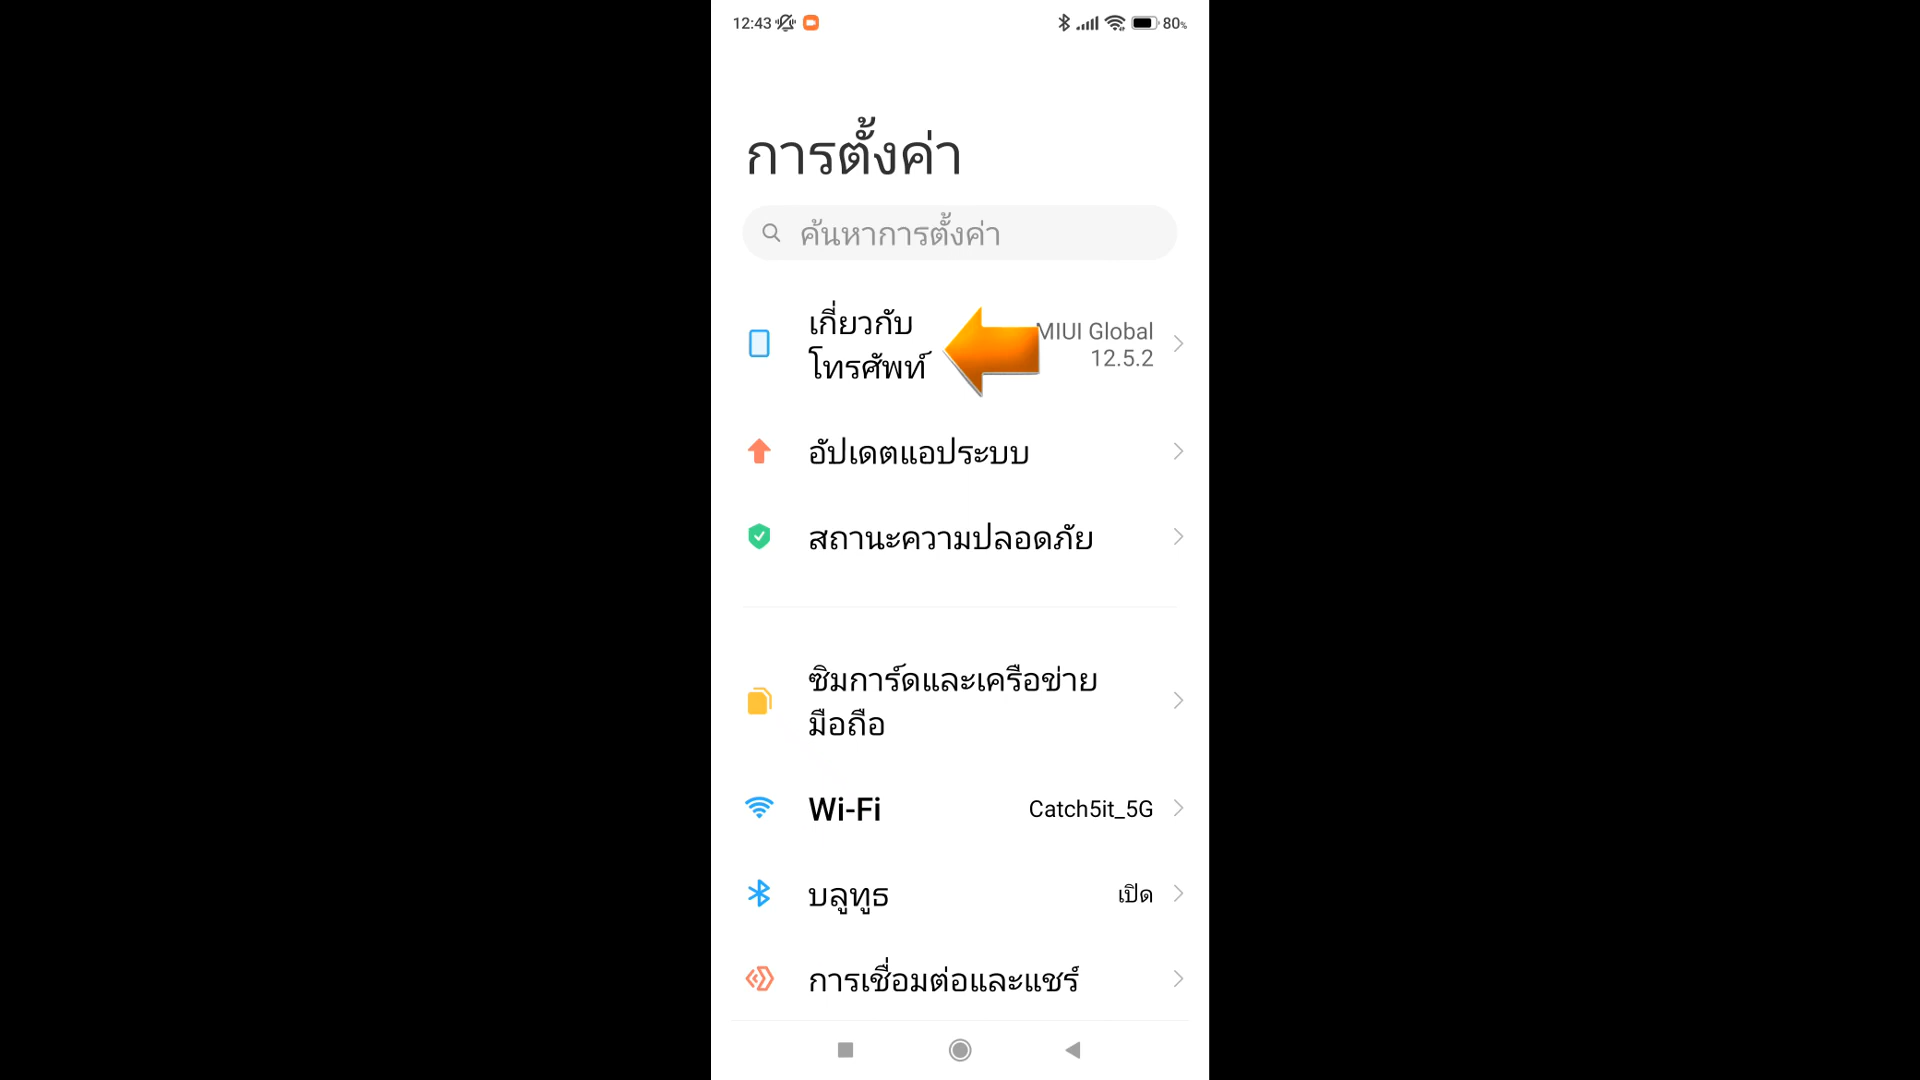 12:43 80%
การตั้งค่า
ค้นหาการตั้งค่า
เกี่ยวกับ
โทรศัพท์
MIUI Global
12.5.2
อัปเดตแอประบบ
สถานะความปลอดภัย
ซิมการ์ดและเครือข่าย
มือถือ
Wi-Fi Catch5it_5G
บลูทูธ เปิด
การเชื่อมต่อและแชร์